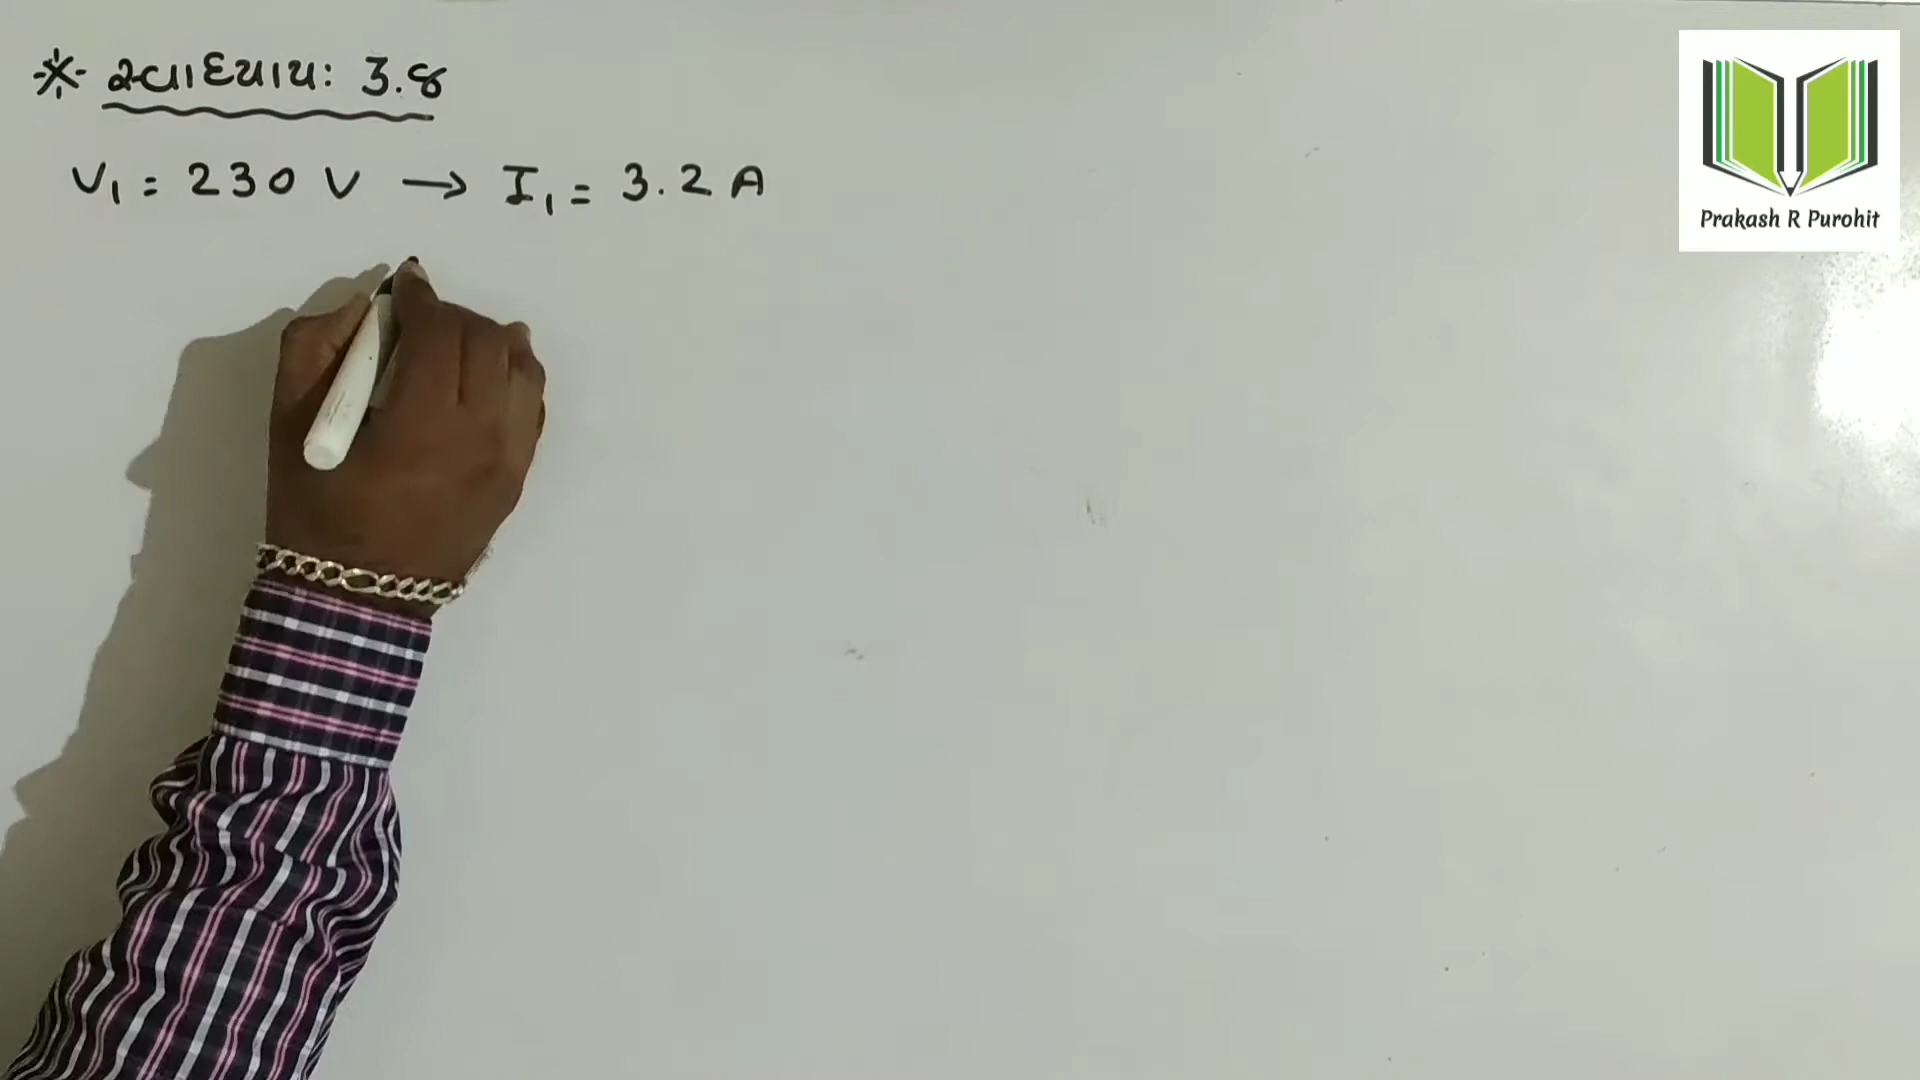 * સ્વાધ્યાય: 3.8
V₁ = 230 V → I₁ = 3.2 A
Prakash R Purohit